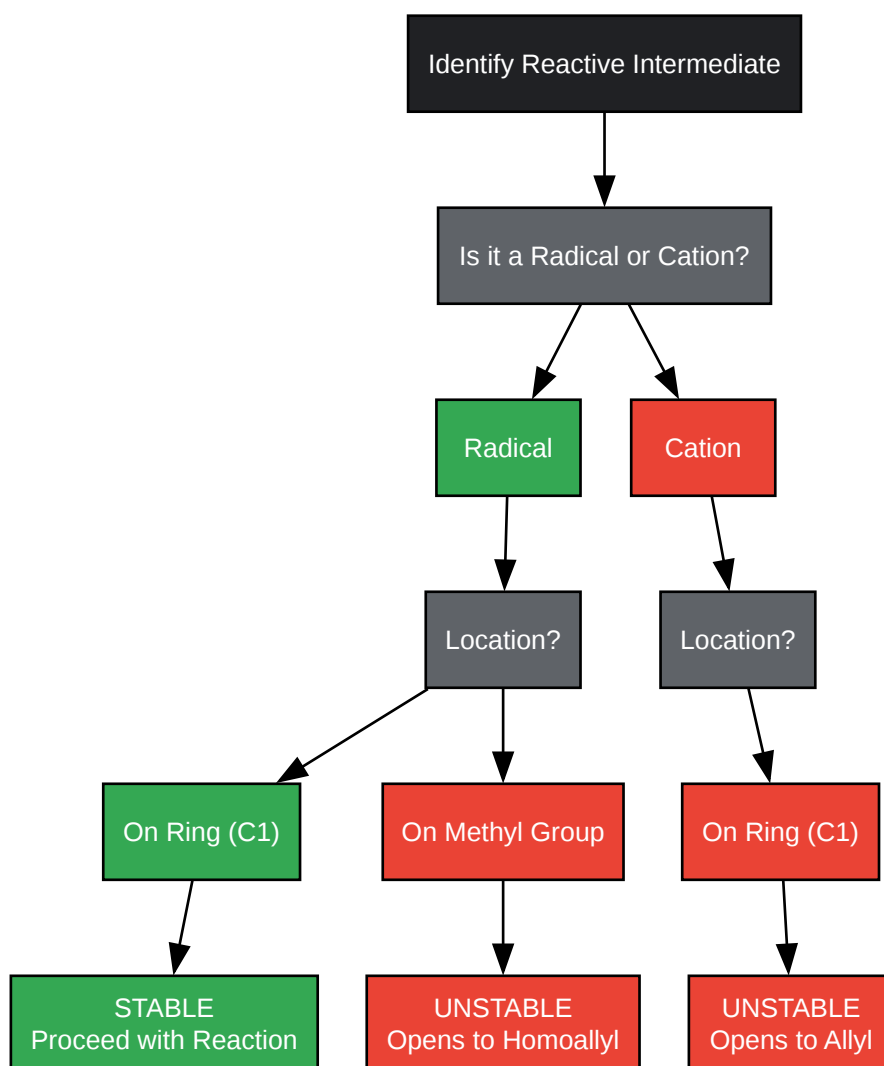 Identify Reactive Intermediate
Is it a Radical or Cation?
Radical
Cation
Location?
Location?
On Ring (C1)
On Methyl Group
On Ring (C1)
STABLE
Proceed with Reaction
UNSTABLE
Opens to Homoallyl
UNSTABLE
Opens to Allyl